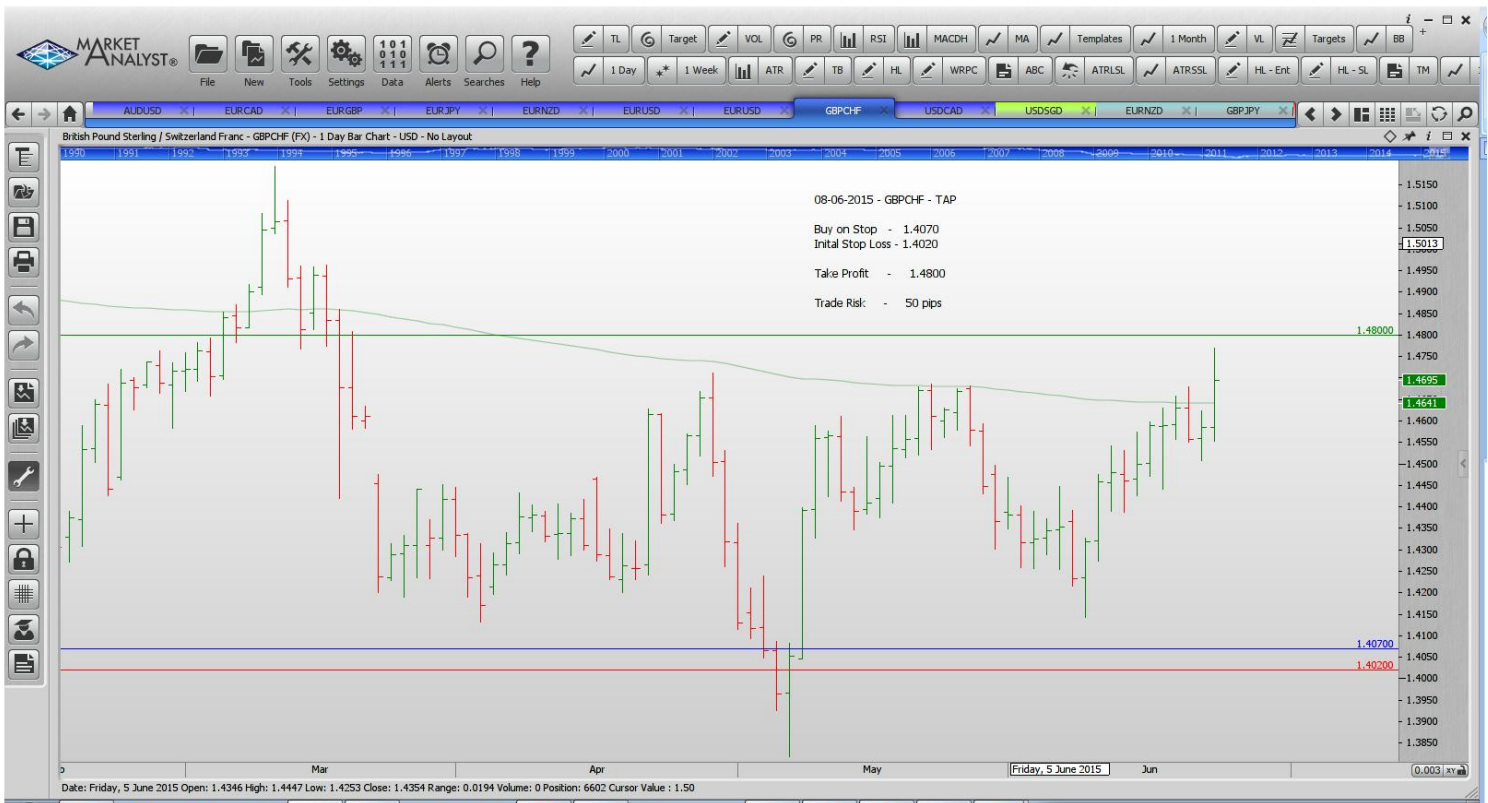 MARKET ANALYST®
File New Tools Settings Data Alerts Searches Help
TL Target VOL PR RSI MACDH MA Templates 1 Month VL Targets BB
1 Day 1 Week ATR TB HL WRPC ABC ATRLSL ATRSSL HL - Ent HL - SL TM
AUDUSD EURCAD EURGBP EURJPY EURNZD EURUSD EURUSD GBPCHF USDCAD USDSGD EURNZD GBPJPY
British Pound Sterling / Switzerland Franc - GBPCHF (FX) - 1 Day Bar Chart - USD - No Layout
1990 1991 1992 1993 1994 1995 1996 1997 1998 1999 2000 2001 2002 2003 2004 2005 2006 2007 2008 2009 2010 2011 2012 2013 2014 2015
08-06-2015 - GBPCHF - TAP
Buy on Stop - 1.4070
Inital Stop Loss - 1.4020
Take Profit - 1.4800
Trade Risk - 50 pips
1.5150
1.5100
1.5050
1.5013
1.4950
1.4900
1.4850
1.48000
1.4800
1.4750
1.4695
1.4641
1.4600
1.4550
1.4500
1.4450
1.4400
1.4350
1.4300
1.4250
1.4200
1.4150
1.4100
1.40700
1.4050
1.40200
1.4000
1.3950
1.3900
1.3850
Mar Apr May Friday, 5 June 2015 Jun
0.003 XY
Date: Friday, 5 June 2015 Open: 1.4346 High: 1.4447 Low: 1.4253 Close: 1.4354 Range: 0.0194 Volume: 0 Position: 6602 Cursor Value : 1.50